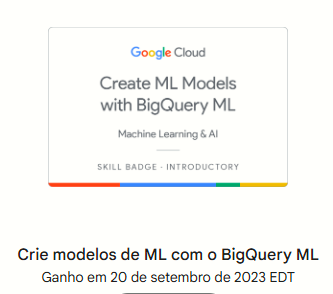 Google Cloud
Create ML Models
with BigQuery ML
Machine Learning & AI
SKILL BADGE · INTRODUCTORY
Crie modelos de ML com o BigQuery ML
Ganho em 20 de setembro de 2023 EDT